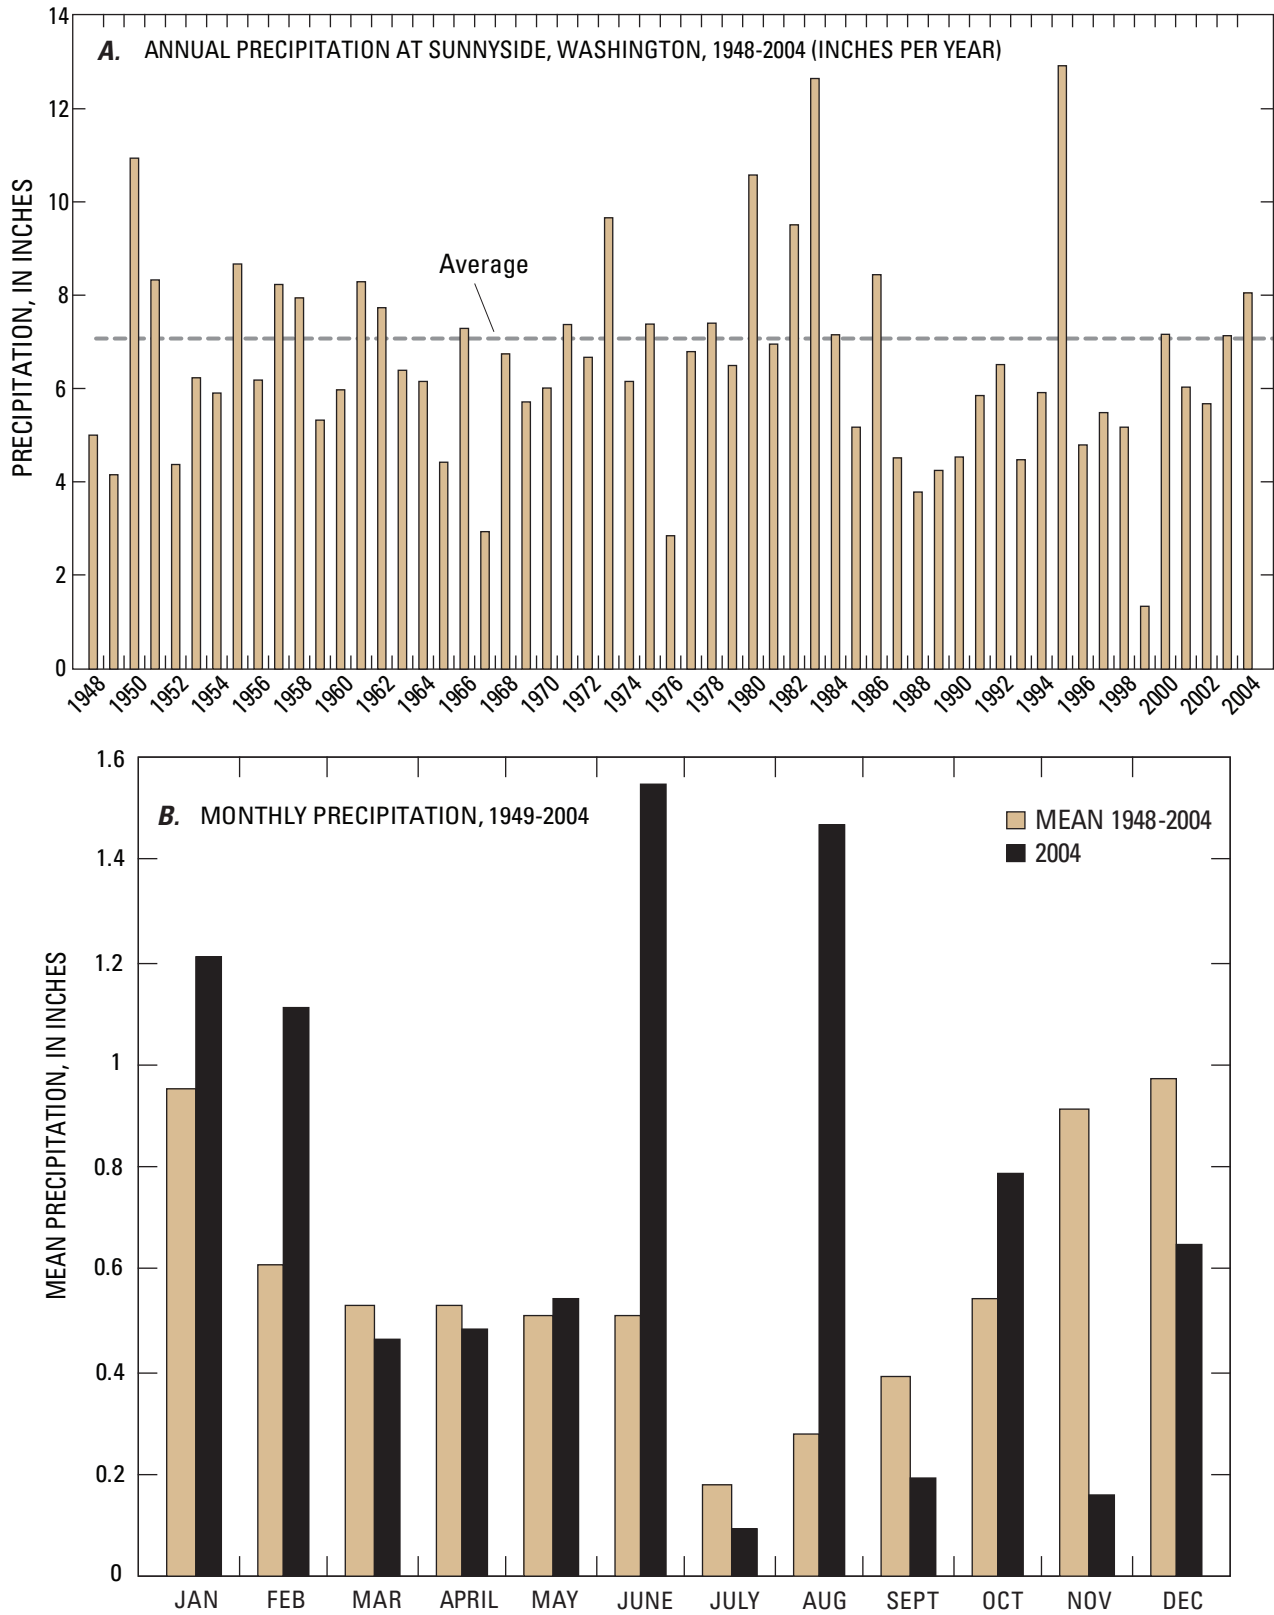 A. ANNUAL PRECIPITATION AT SUNNYSIDE, WASHINGTON, 1948-2004 (INCHES PER YEAR)
PRECIPITATION, IN INCHES
14
12
10
8
6
4
2
0
Average
1948 1950 1952 1954 1956 1958 1960 1962 1964 1966 1968 1970 1972 1974 1976 1978 1980 1982 1984 1986 1988 1990 1992 1994 1996 1998 2000 2002 2004
B. MONTHLY PRECIPITATION, 1949-2004
MEAN 1948-2004
2004
MEAN PRECIPITATION, IN INCHES
1.6
1.4
1.2
1
0.8
0.6
0.4
0.2
0
JAN FEB MAR APRIL MAY JUNE JULY AUG SEPT OCT NOV DEC